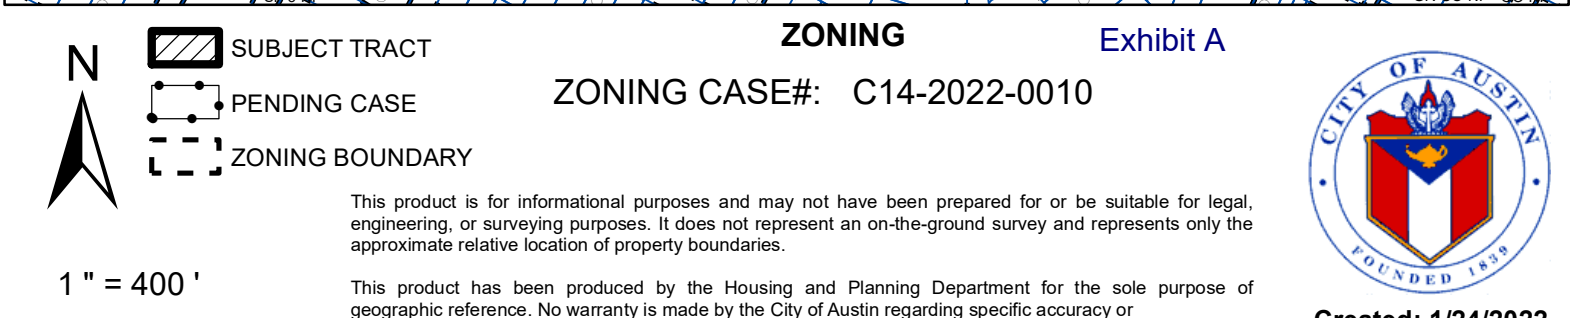 ZONING
Exhibit A
N
SUBJECT TRACT
PENDING CASE
ZONING BOUNDARY
ZONING CASE#: C14-2022-0010
CITY OF AUSTIN
FOUNDED 1839
This product is for informational purposes and may not have been prepared for or be suitable for legal,
engineering, or surveying purposes. It does not represent an on-the-ground survey and represents only the
approximate relative location of property boundaries.
1 " = 400 '
This product has been produced by the Housing and Planning Department for the sole purpose of
geographic reference. No warranty is made by the City of Austin regarding specific accuracy or
Created: 1/24/2022